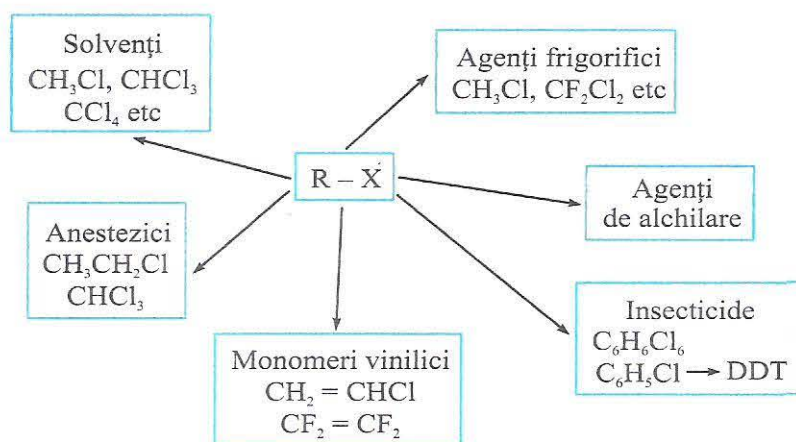 Solvenți
CH₃Cl, CHCl₃
CCl₄ etc
Agenți frigorifici
CH₃Cl, CF₂Cl₂ etc
R – X
Agenți
de alchilare
Anestezici
CH₃CH₂Cl
CHCl₃
Monomeri vinilici
CH₂ = CHCl
CF₂ = CF₂
Insecticide
C₆H₆Cl₆
C₆H₅Cl → DDT